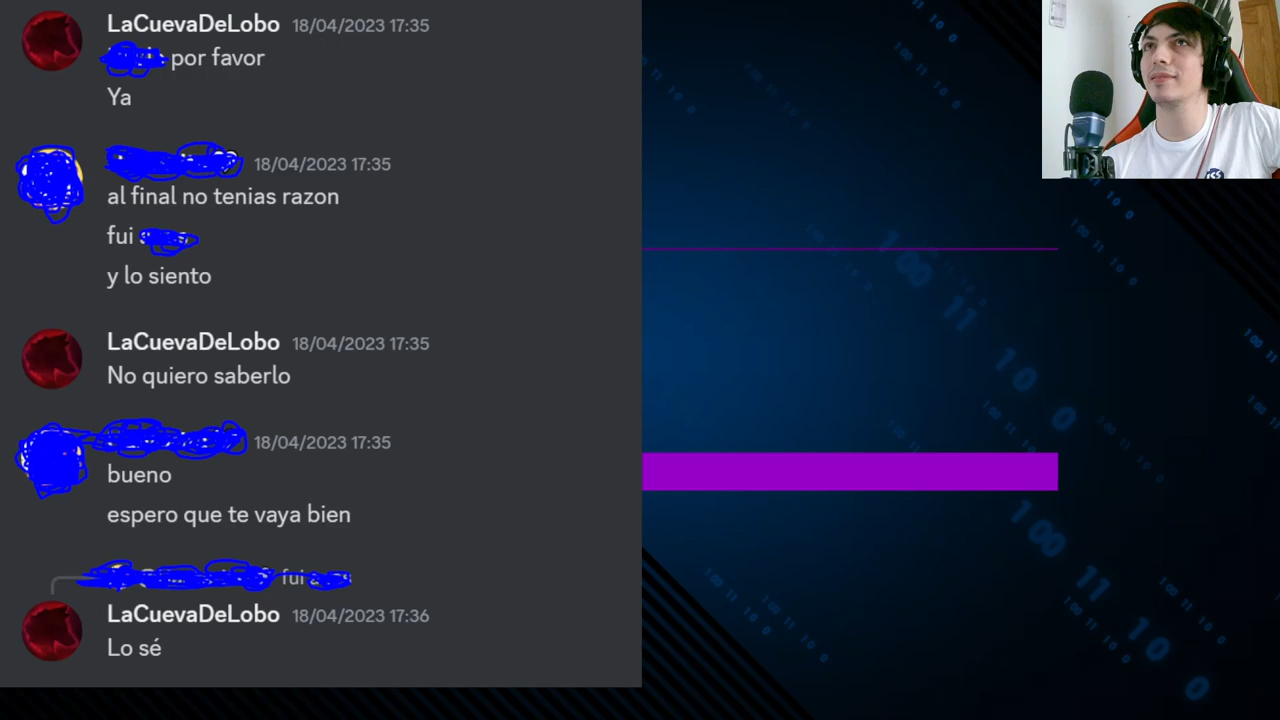 LaCuevaDeLobo 18/04/2023 17:35
por favor
Ya
18/04/2023 17:35
al final no tenias razon
fui
y lo siento
LaCuevaDeLobo 18/04/2023 17:35
No quiero saberlo
18/04/2023 17:35
bueno
espero que te vaya bien
fui
LaCuevaDeLobo 18/04/2023 17:36
Lo sé